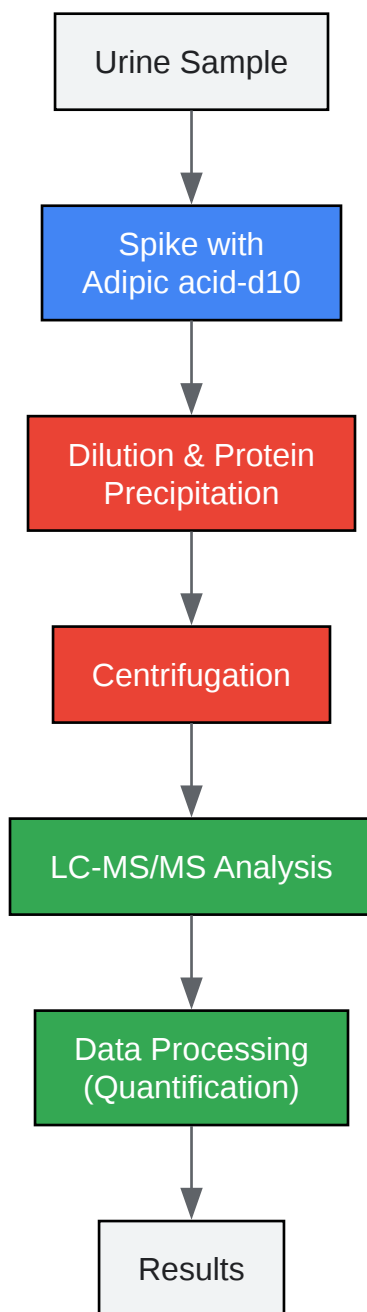 Urine Sample
Spike with
Adipic acid-d10
Dilution & Protein
Precipitation
Centrifugation
LC-MS/MS Analysis
Data Processing
(Quantification)
Results